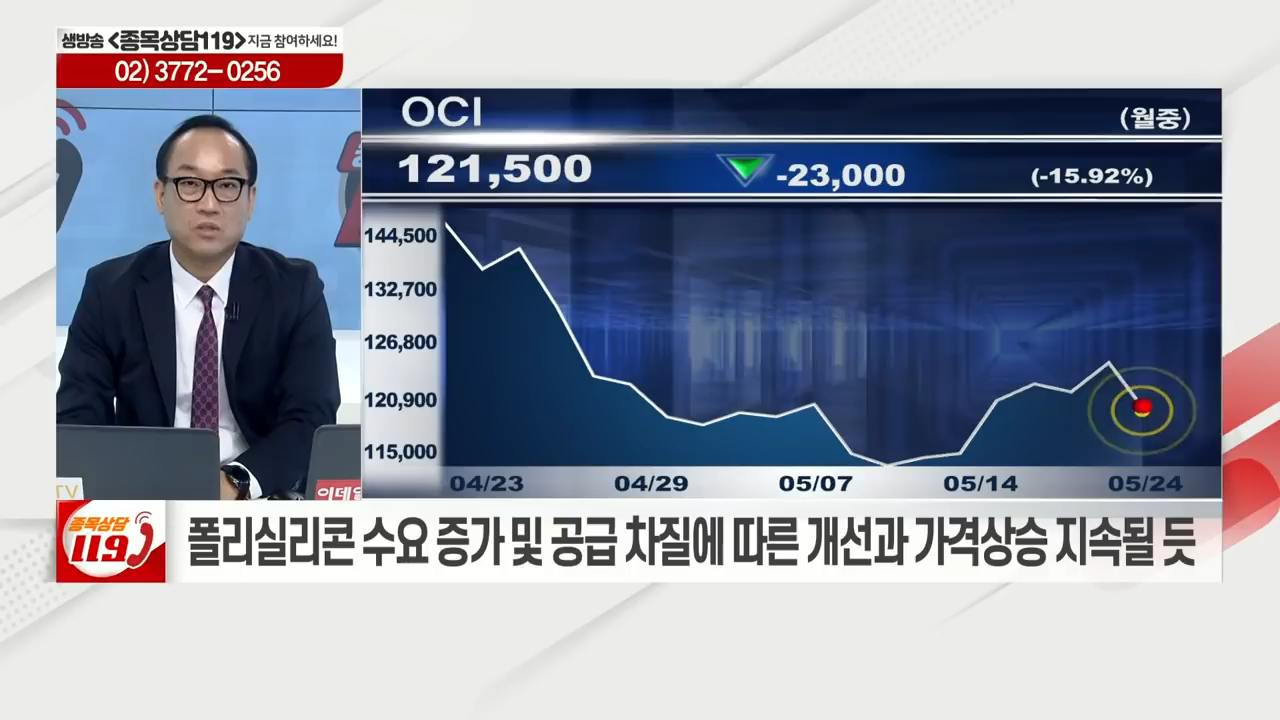 생방송 <종목상담119> 지금 참여하세요!
02) 3772-0256
OCI
(월중)
121,500
-23,000
(-15.92%)
144,500
132,700
126,800
120,900
115,000
04/23
04/29
05/07
05/14
05/24
TV
이데일
종목상담
119
폴리실리콘 수요 증가 및 공급 차질에 따른 개선과 가격상승 지속될 듯